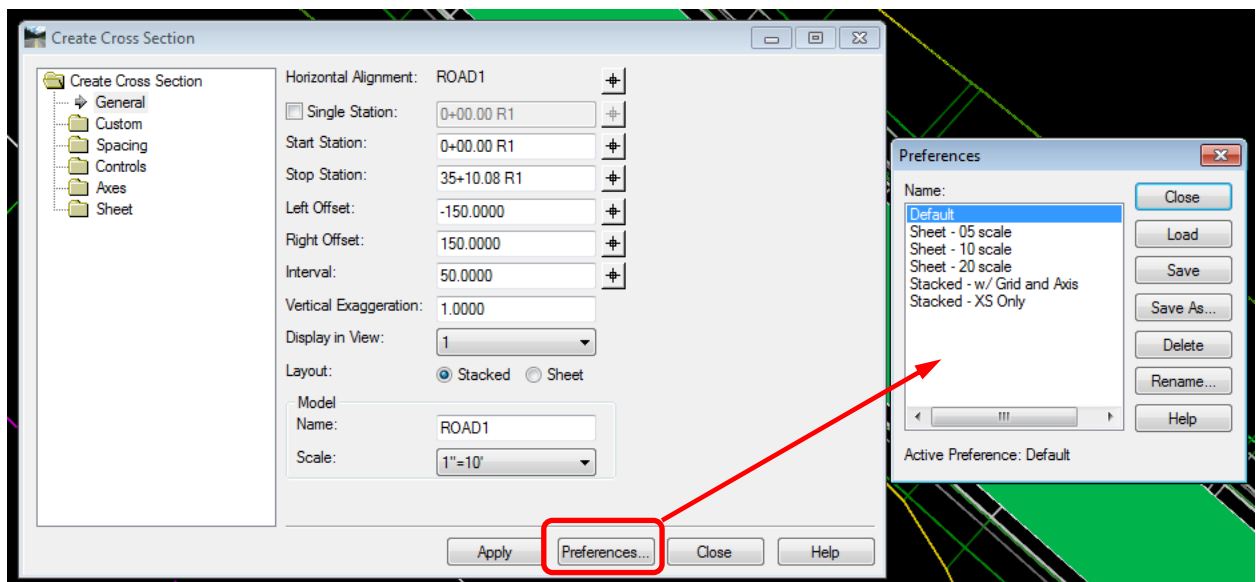 Create Cross Section
Create Cross Section
General
Custom
Spacing
Controls
Axes
Sheet
Horizontal Alignment: ROAD1
Single Station: 0+00.00 R1
Start Station: 0+00.00 R1
Stop Station: 35+10.08 R1
Left Offset: -150.0000
Right Offset: 150.0000
Interval: 50.0000
Vertical Exaggeration: 1.0000
Display in View: 1
Layout: Stacked Sheet
Model
Name: ROAD1
Scale: 1"=10'
Apply Preferences... Close Help
Preferences
Name:
Default
Sheet - 05 scale
Sheet - 10 scale
Sheet - 20 scale
Stacked - w/ Grid and Axis
Stacked - XS Only
Close
Load
Save
Save As...
Delete
Rename...
Help
Active Preference: Default